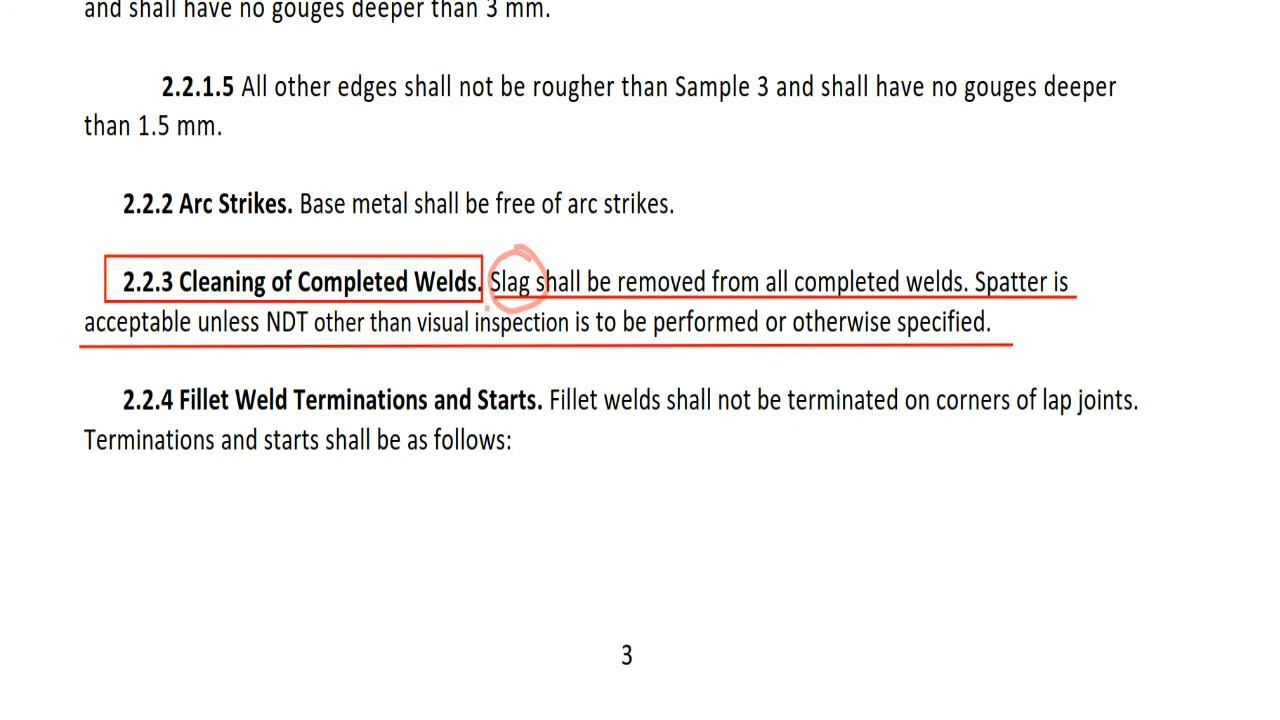 and shall have no gouges deeper than 3 mm.
2.2.1.5 All other edges shall not be rougher than Sample 3 and shall have no gouges deeper
than 1.5 mm.
2.2.2 Arc Strikes. Base metal shall be free of arc strikes.
2.2.3 Cleaning of Completed Welds. Slag shall be removed from all completed welds. Spatter is
acceptable unless NDT other than visual inspection is to be performed or otherwise specified.
2.2.4 Fillet Weld Terminations and Starts. Fillet welds shall not be terminated on corners of lap joints.
Terminations and starts shall be as follows:
3